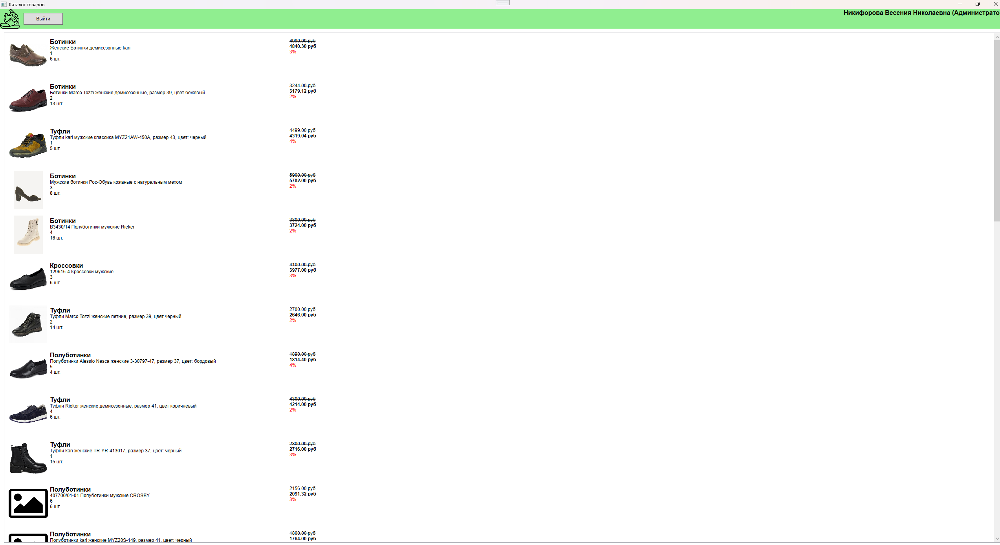 Каталог товаров
Выйти
Никифорова Весения Николаевна (Администрато
Ботинки
Женские Ботинки демисезонные kari
1
6 шт.
4990.00 руб
4840.30 руб
3%
Ботинки
Ботинки Marco Tozzi женские демисезонные, размер 39, цвет бежевый
2
13 шт.
3244.00 руб
3179.12 руб
2%
Туфли
Туфли kari мужские классика MYZ21AW-450A, размер 43, цвет: черный
1
5 шт.
4499.00 руб
4319.04 руб
4%
Ботинки
Мужские ботинки Рос-Обувь кожаные с натуральным мехом
3
8 шт.
5900.00 руб
5782.00 руб
2%
Ботинки
B3430/14 Полуботинки мужские Rieker
4
16 шт.
3800.00 руб
3724.00 руб
2%
Кроссовки
129615-4 Кроссовки мужские
3
6 шт.
4100.00 руб
3977.00 руб
3%
Туфли
Туфли Marco Tozzi женские летние, размер 39, цвет черный
2
14 шт.
2700.00 руб
2646.00 руб
2%
Полуботинки
Полуботинки Alessio Nesca женские 3-30797-47, размер 37, цвет: бордовый
5
4 шт.
1890.00 руб
1814.40 руб
4%
Туфли
Туфли Rieker женские демисезонные, размер 41, цвет коричневый
4
6 шт.
4300.00 руб
4214.00 руб
2%
Туфли
Туфли kari женские TR-YR-413017, размер 37, цвет: черный
1
15 шт.
2800.00 руб
2716.00 руб
3%
Полуботинки
407700/01-01 Полуботинки мужские CROSBY
6
6 шт.
2156.00 руб
2091.32 руб
3%
Полуботинки
Полуботинки kari женские MYZ20S-149, размер 41, цвет: черный
1800.00 руб
1764.00 руб